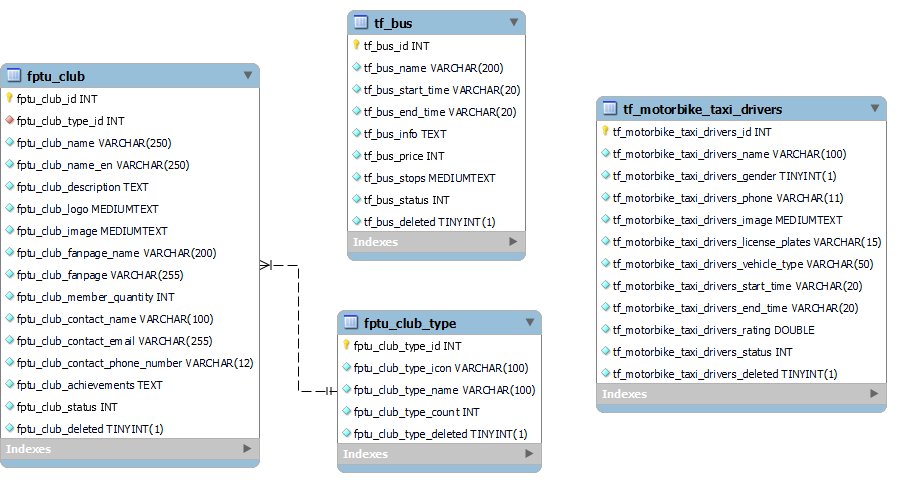 fptu_club
fptu_club_id INT
fptu_club_type_id INT
fptu_club_name VARCHAR(250)
fptu_club_name_en VARCHAR(250)
fptu_club_description TEXT
fptu_club_logo MEDIUMTEXT
fptu_club_image MEDIUMTEXT
fptu_club_fanpage_name VARCHAR(200)
fptu_club_fanpage VARCHAR(255)
fptu_club_member_quantity INT
fptu_club_contact_name VARCHAR(100)
fptu_club_contact_email VARCHAR(255)
fptu_club_contact_phone_number VARCHAR(12)
fptu_club_achievements TEXT
fptu_club_status INT
fptu_club_deleted TINYINT(1)
Indexes
tf_bus
tf_bus_id INT
tf_bus_name VARCHAR(200)
tf_bus_start_time VARCHAR(20)
tf_bus_end_time VARCHAR(20)
tf_bus_info TEXT
tf_bus_price INT
tf_bus_stops MEDIUMTEXT
tf_bus_status INT
tf_bus_deleted TINYINT(1)
Indexes
fptu_club_type
fptu_club_type_id INT
fptu_club_type_icon VARCHAR(100)
fptu_club_type_name VARCHAR(100)
fptu_club_type_count INT
fptu_club_type_deleted TINYINT(1)
Indexes
tf_motorbike_taxi_drivers
tf_motorbike_taxi_drivers_id INT
tf_motorbike_taxi_drivers_name VARCHAR(100)
tf_motorbike_taxi_drivers_gender TINYINT(1)
tf_motorbike_taxi_drivers_phone VARCHAR(11)
tf_motorbike_taxi_drivers_image MEDIUMTEXT
tf_motorbike_taxi_drivers_license_plates VARCHAR(15)
tf_motorbike_taxi_drivers_vehicle_type VARCHAR(50)
tf_motorbike_taxi_drivers_start_time VARCHAR(20)
tf_motorbike_taxi_drivers_end_time VARCHAR(20)
tf_motorbike_taxi_drivers_rating DOUBLE
tf_motorbike_taxi_drivers_status INT
tf_motorbike_taxi_drivers_deleted TINYINT(1)
Indexes